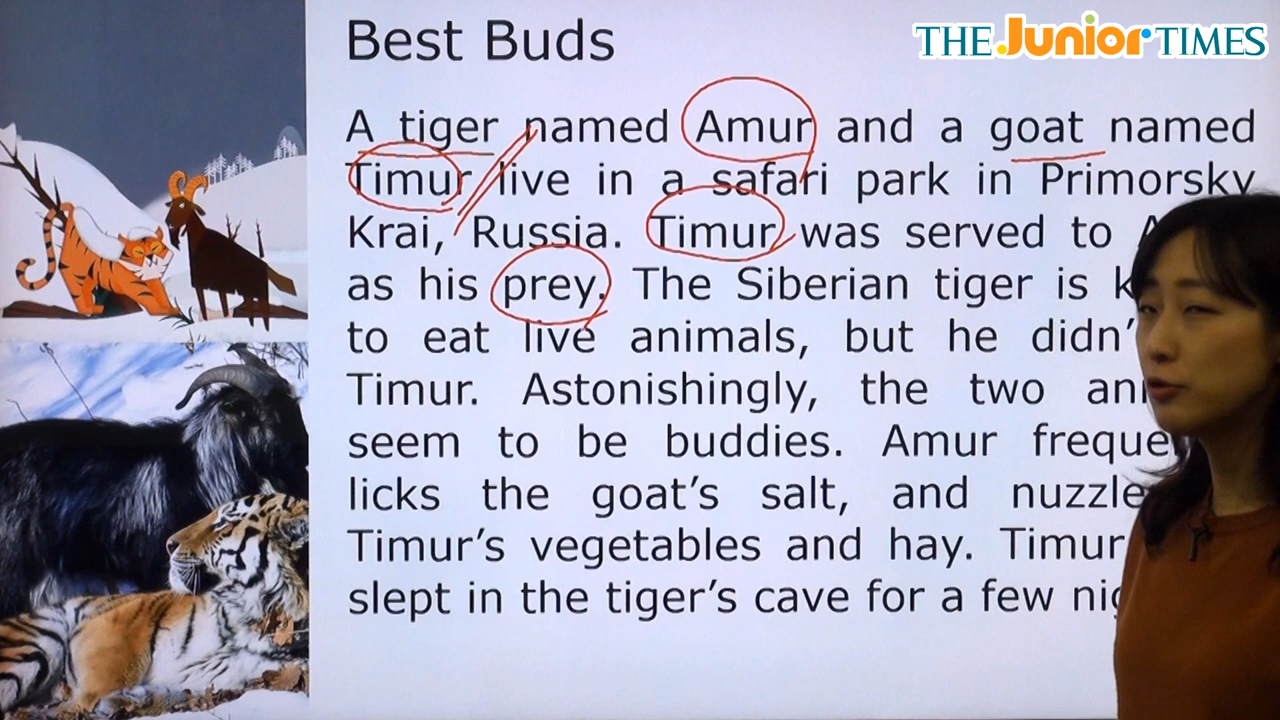 Best Buds
THE Junior TIMES
A tiger named Amur and a goat named
Timur live in a safari park in Primorsky
Krai, Russia. Timur was served to
as his prey. The Siberian tiger is
to eat live animals, but he
Timur. Astonishingly, the two
seem to be buddies. Amur
licks the goat's salt, and
Timur's vegetables and hay. Timur
slept in the tiger's cave for a few